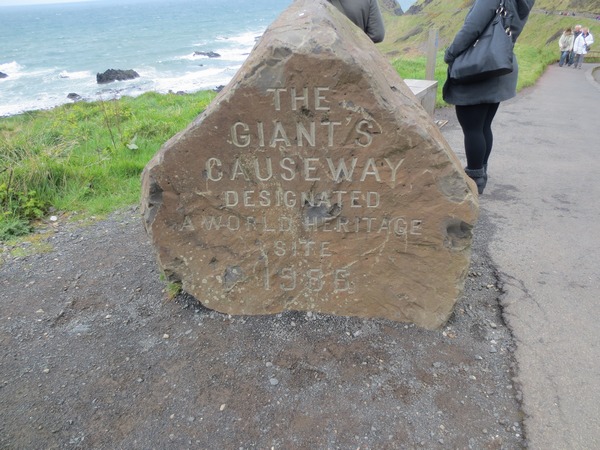 THE
GIANT'S
CAUSEWAY
DESIGNATED
A WORLD HERITAGE
SITE
1986